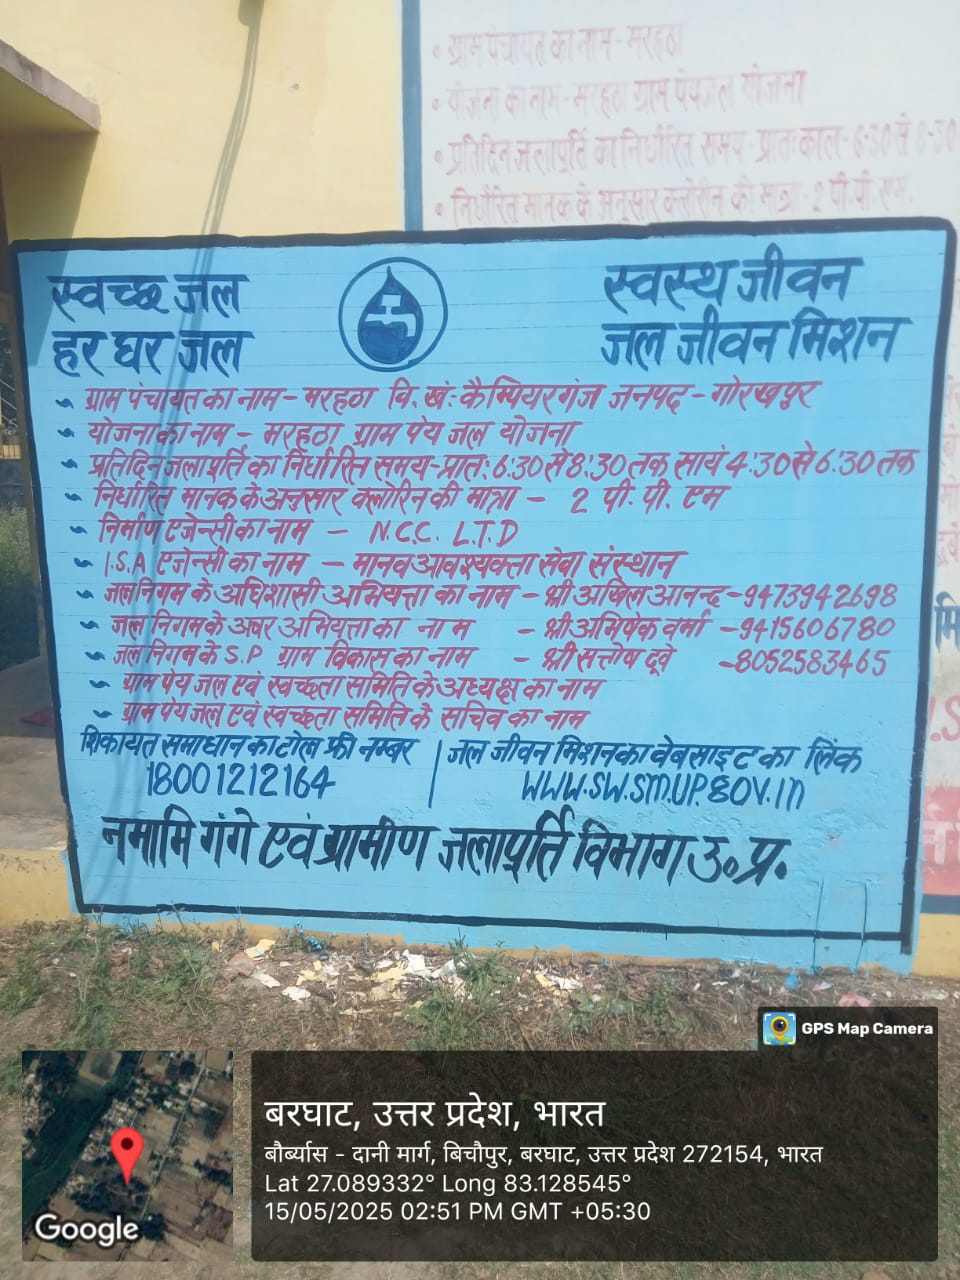 • ग्राम पंचायत का नाम - मरहठा
• योजना का नाम - मरहठा ग्राम पेयजल योजना
• प्रतिदिन जलापूर्ति का निर्धारित समय - प्रातः काल - 6:30 से 8-30
• निर्धारित मानक के अनुसार क्लोरीन की मात्रा - 2 पी. पी. एम.
स्वच्छ जल
हर घर जल
स्वस्थ जीवन
जल जीवन मिशन
ग्राम पंचायत का नाम - मरहठा वि. खं: कैम्पियरगंज जनपद - गोरखपुर
योजना का नाम - मरहठा ग्राम पेय जल योजना
प्रतिदिन जलापूर्ति का निर्धारित समय - प्रात: 6:30 से 8:30 तक सायं 4:30 से 6:30 तक
निर्धारित मानक के अनुसार क्लोरिन की मात्रा - 2 पी. पी. एम
निर्माण एजेन्सी का नाम - N.C.C. L.T.D
I.S.A एजेन्सी का नाम - मानव आवश्यक्ता सेवा संस्थान
जलनिगम के अधिशासी अभियत्ता का नाम - श्री अखिल आनन्द - 9473942698
जल निगम के अवर अभियत्ता का नाम - श्री अभिषेक वर्मा - 9415606780
जल निगम के S.P ग्राम विकास का नाम - श्री सत्तोष दूवे - 8052583465
ग्राम पेय जल एवं स्वच्छता समिति के अध्यक्ष का नाम
ग्राम पेय जल एवं स्वच्छता समिति के सचिव का नाम
शिकायत समाधान का टोल फ्री नम्बर
18001212164
जल जीवन मिशन का वेबसाइट का लिंक
WWW.SW.SM.UP.GOV.IN
नमामि गंगे एवं ग्रामीण जलापूर्ति विभाग उ॰ प्र॰
GPS Map Camera
Google
बरघाट, उत्तर प्रदेश, भारत
बौर्ब्यास - दानी मार्ग, बिचौपुर, बरघाट, उत्तर प्रदेश 272154, भारत
Lat 27.089332° Long 83.128545°
15/05/2025 02:51 PM GMT +05:30